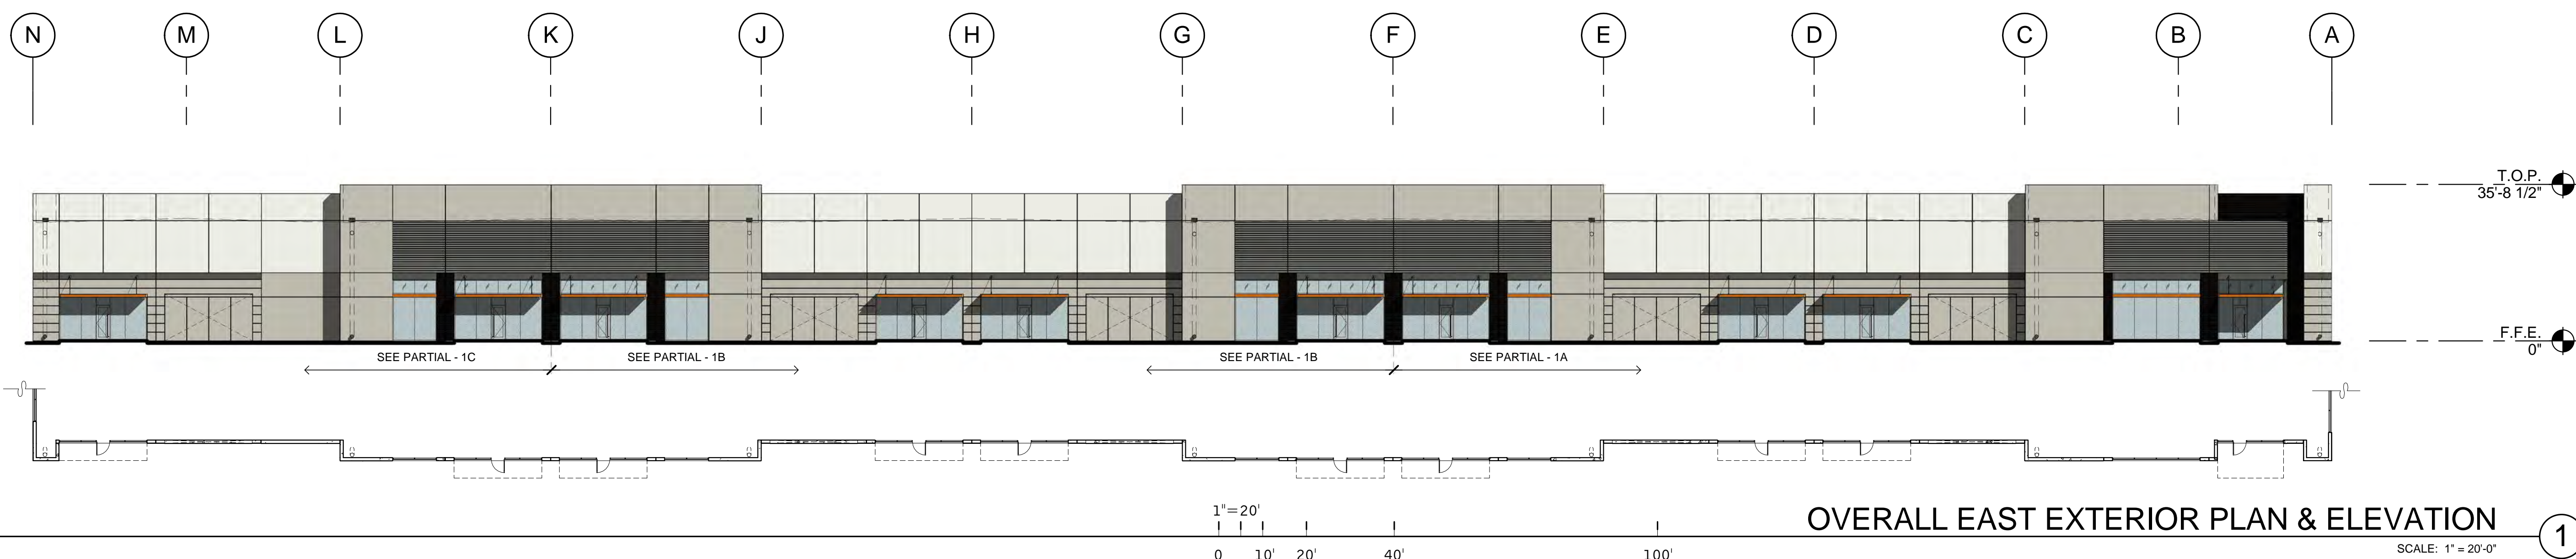 N M L K J H G F E D C B A
T.O.P.
35'-8 1/2"
F.F.E.
0"
SEE PARTIAL - 1C SEE PARTIAL - 1B SEE PARTIAL - 1B SEE PARTIAL - 1A
1"=20'
0 10' 20' 40' 100'
OVERALL EAST EXTERIOR PLAN & ELEVATION 1
SCALE: 1" = 20'-0"